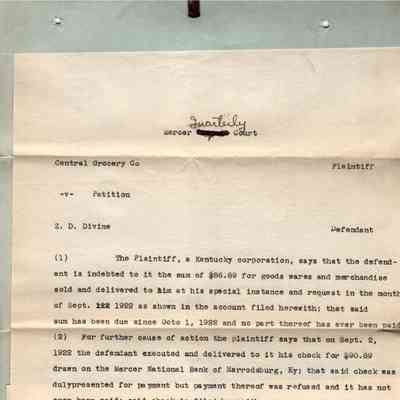 Quarterly
Mercer Court
Central Grocery Co Plaintiff
-v- Petition
Z. D. Divine Defendant
(1) The Plaintiff, a Kentucky corporation, says that the defend-
ant is indebted to it the sum of $86.89 for goods wares and merchandise
sold and delivered to him at his special instance and request in the month
of Sept. 1922 as shown in the account filed herewith; that said
sum has been due since Octo 1, 1922 and no part thereof has ever been paid
(2) For further cause of action the plaintiff says that on Sept. 2,
1922 the defendant executed and delivered to it his check for $90.89
drawn on the Mercer National Bank of Harrodsburg, Ky; that said check was
dulypresented for payment but payment thereof was refused and it has not